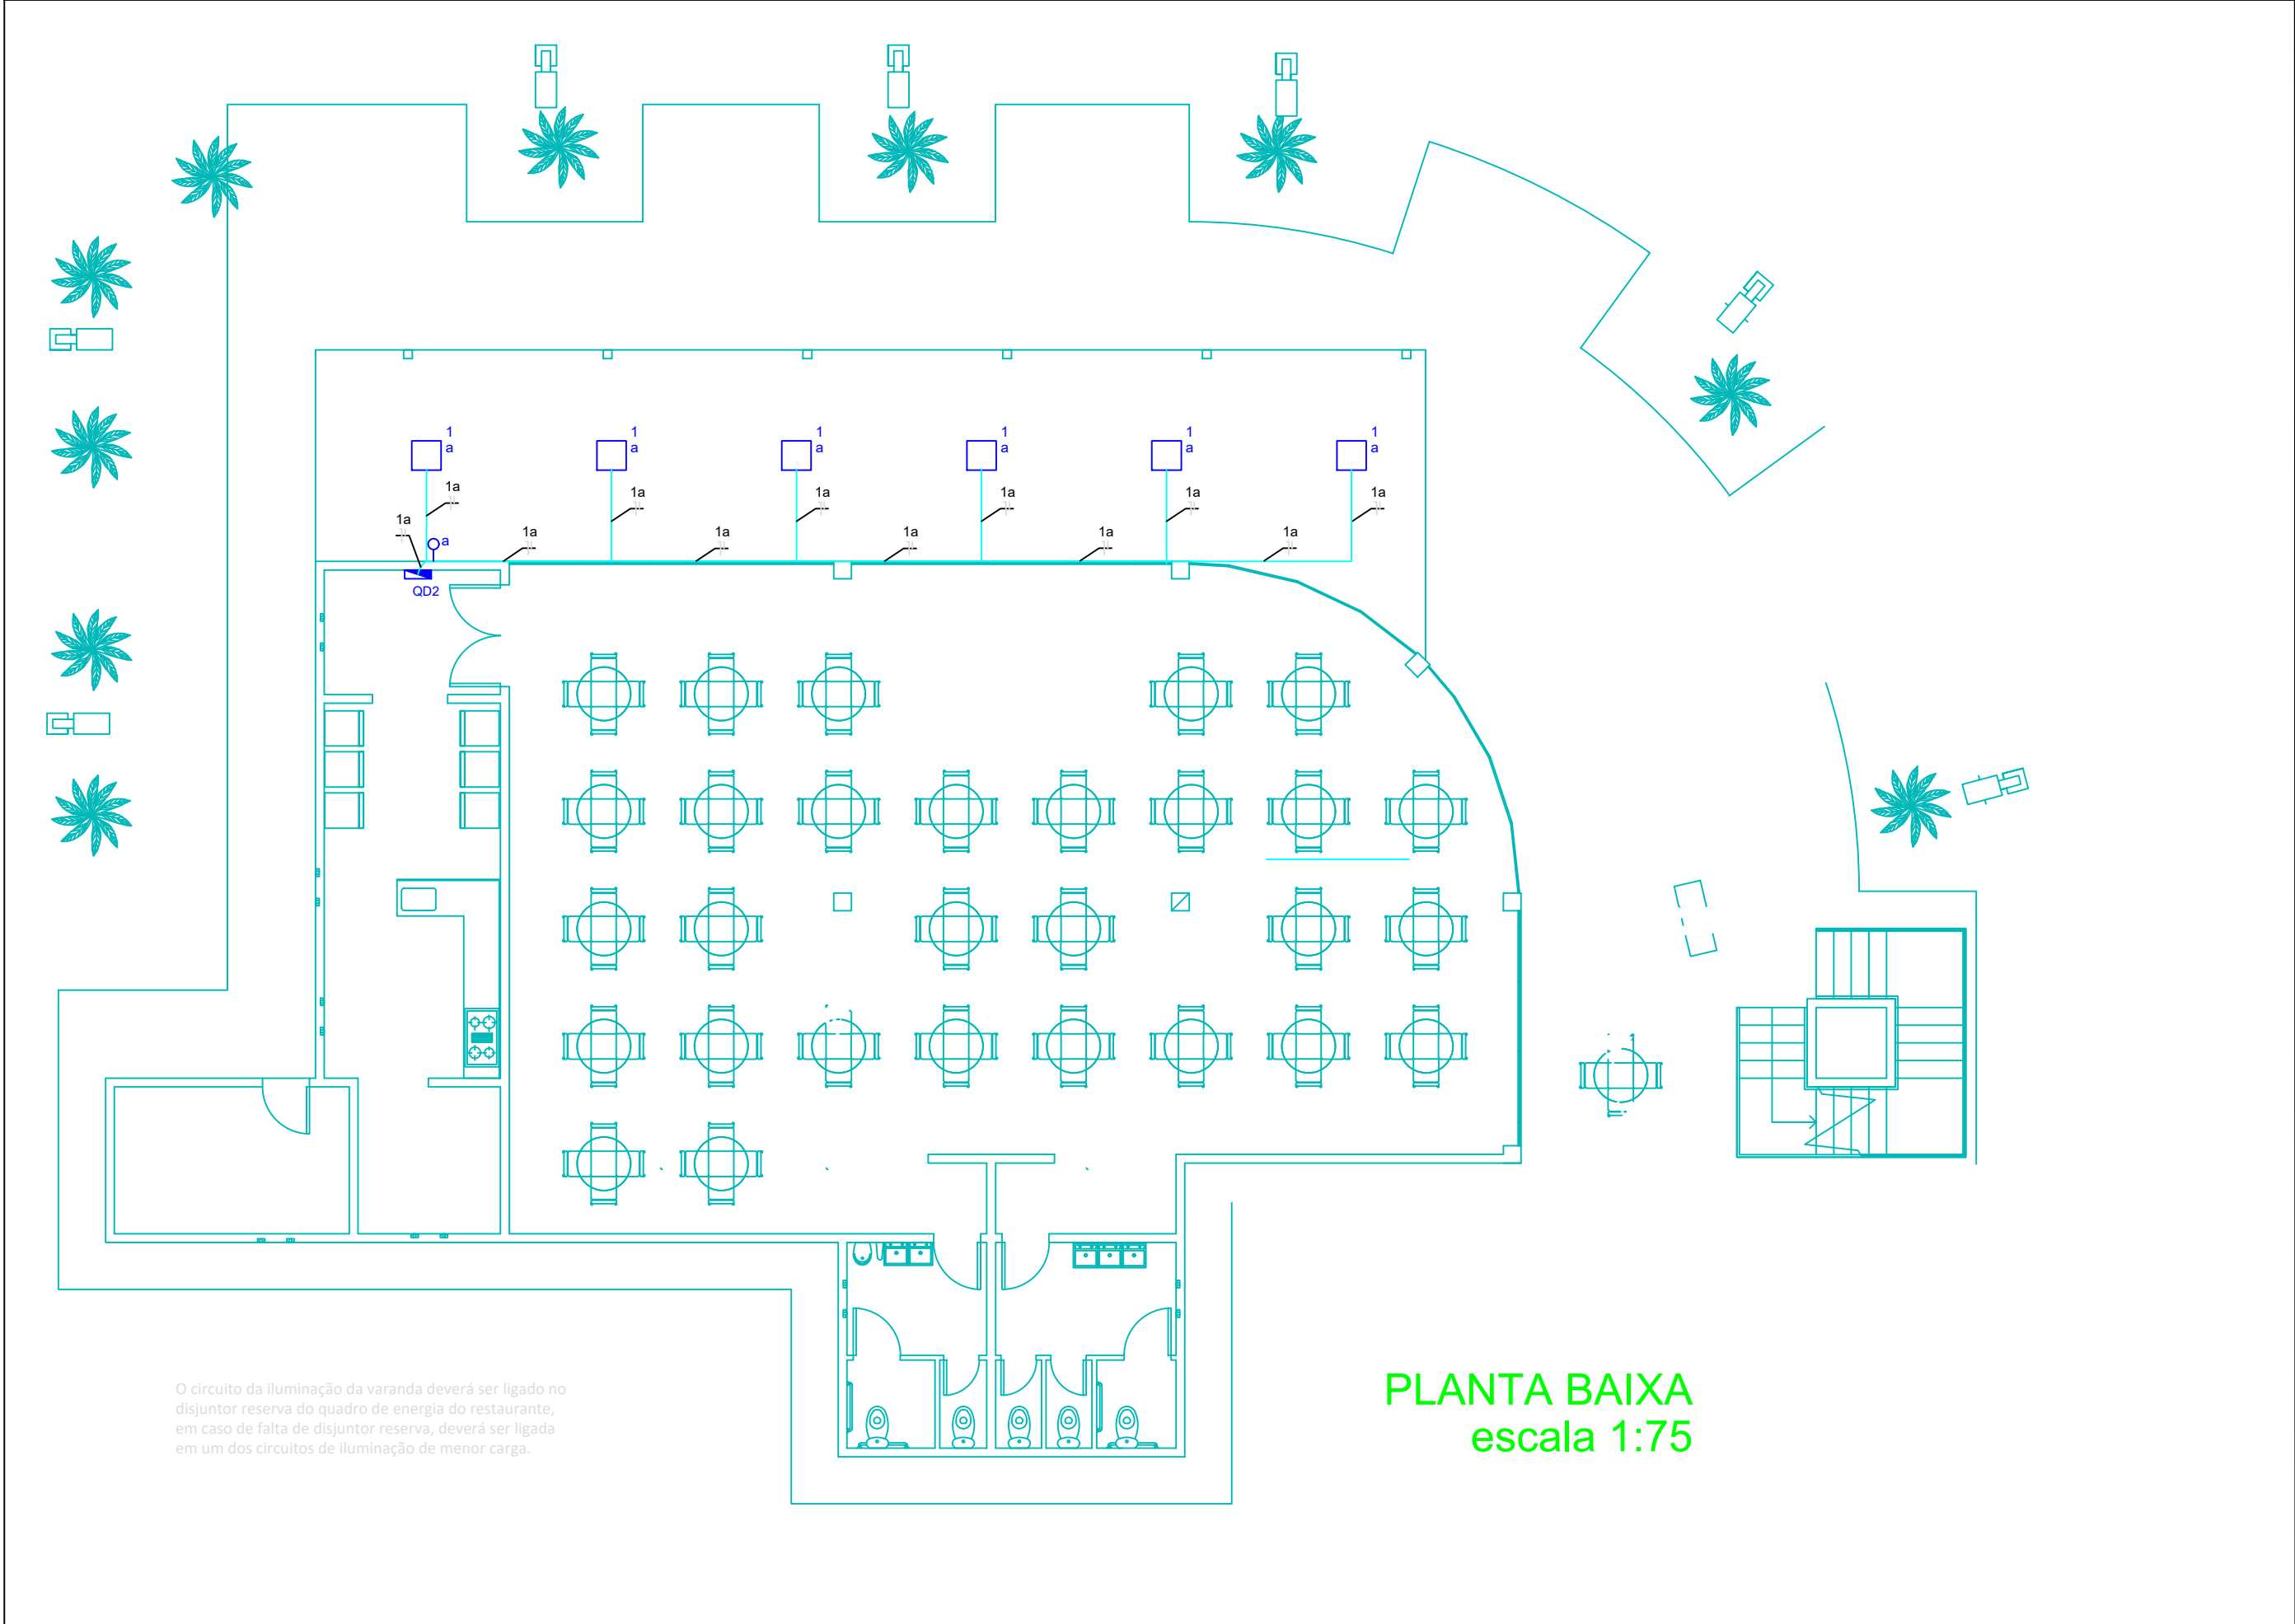 1 1 1 1 1 1
a a a a a a
1a 1a 1a 1a 1a 1a
1a
a 1a 1a 1a 1a 1a
QD2
O circuito da iluminação da varanda deverá ser ligado no
disjuntor reserva do quadro de energia do restaurante,
em caso de falta de disjuntor reserva, deverá ser ligada
em um dos circuitos de iluminação de menor carga.
PLANTA BAIXA
escala 1:75